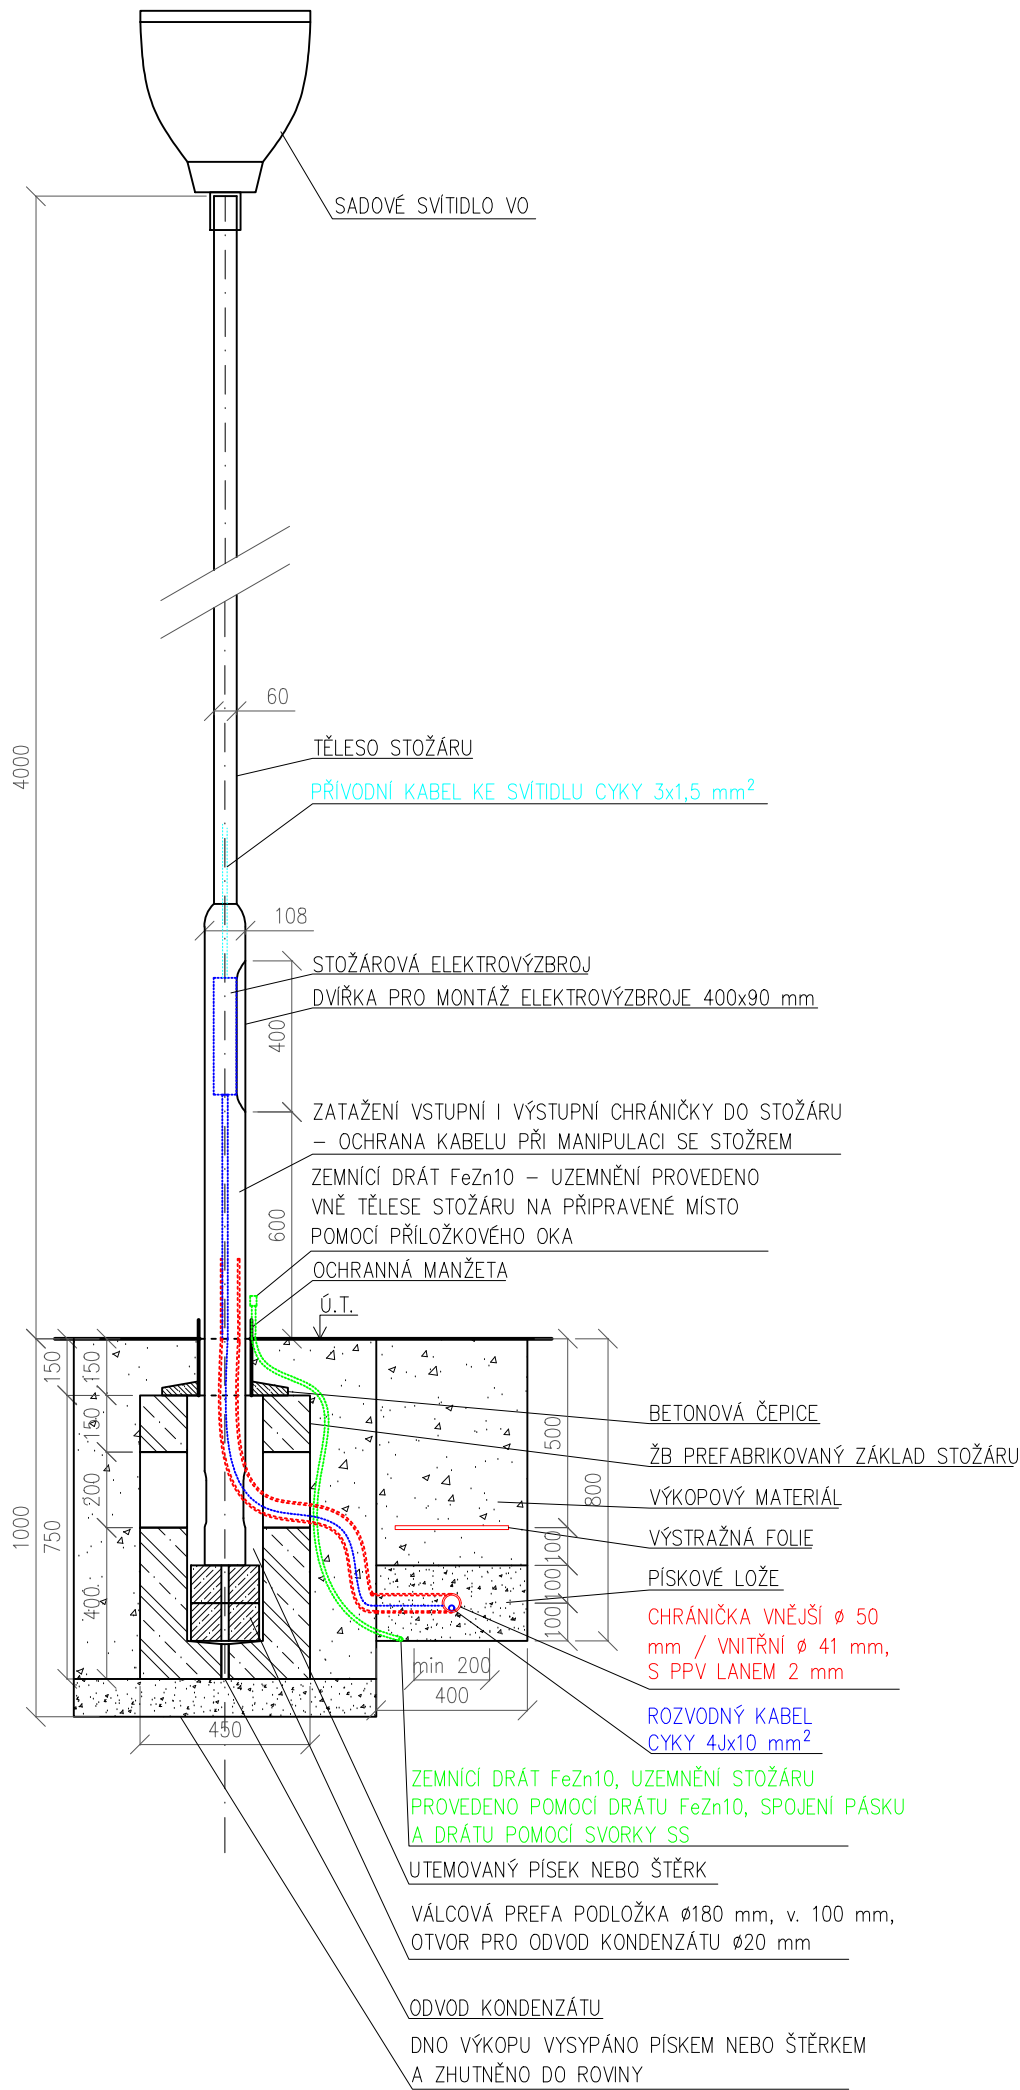 SADOVÉ SVÍTIDLO VO
60
4000
TĚLESO STOŽÁRU
PŘÍVODNÍ KABEL KE SVÍTIDLU CYKY 3x1,5 mm²
108
STOŽÁROVÁ ELEKTROVÝZBROJ
DVÍŘKA PRO MONTÁŽ ELEKTROVÝZBROJE 400x90 mm
400
ZATAŽENÍ VSTUPNÍ I VÝSTUPNÍ CHRÁNIČKY DO STOŽÁRU
– OCHRANA KABELU PŘI MANIPULACI SE STOŽREM
ZEMNÍCÍ DRÁT FeZn10 – UZEMNĚNÍ PROVEDENO
VNĚ TĚLESE STOŽÁRU NA PŘIPRAVENÉ MÍSTO
POMOCÍ PŘÍLOŽKOVÉHO OKA
600
OCHRANNÁ MANŽETA
Ú.T.
150
150
150
200
400
750
1000
500
800
100
100
100
BETONOVÁ ČEPICE
ŽB PREFABRIKOVANÝ ZÁKLAD STOŽÁRU
VÝKOPOVÝ MATERIÁL
VÝSTRAŽNÁ FOLIE
PÍSKOVÉ LOŽE
CHRÁNIČKA VNĚJŠÍ ø 50
mm / VNITŘNÍ ø 41 mm,
S PPV LANEM 2 mm
min 200
400
450
ROZVODNÝ KABEL
CYKY 4Jx10 mm²
ZEMNÍCÍ DRÁT FeZn10, UZEMNĚNÍ STOŽÁRU
PROVEDENO POMOCÍ DRÁTU FeZn10, SPOJENÍ PÁSKU
A DRÁTU POMOCÍ SVORKY SS
UTEMOVANÝ PÍSEK NEBO ŠTĚRK
VÁLCOVÁ PREFA PODLOŽKA ø180 mm, v. 100 mm,
OTVOR PRO ODVOD KONDENZÁTU ø20 mm
ODVOD KONDENZÁTU
DNO VÝKOPU VYSYPÁNO PÍSKEM NEBO ŠTĚRKEM
A ZHUTNĚNO DO ROVINY